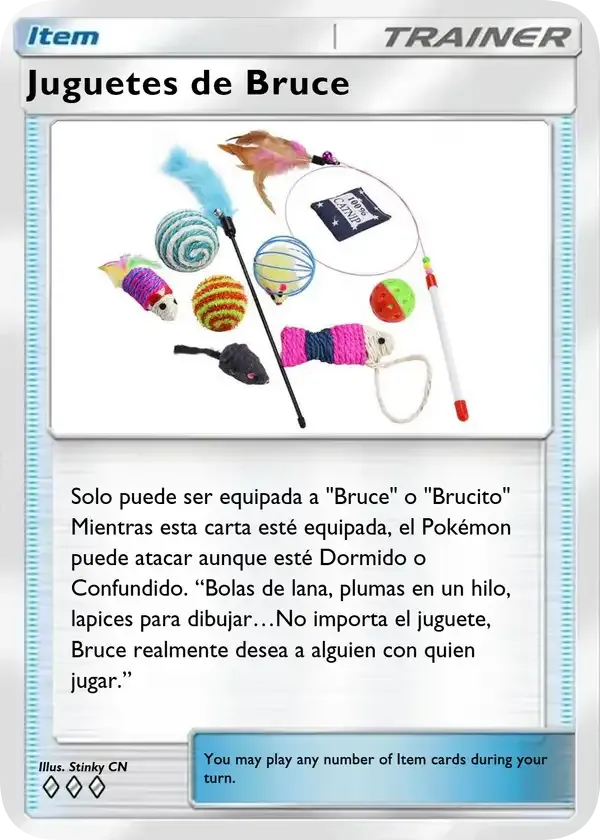 Item
TRAINER
Juguetes de Bruce
100%
CATNIP
Solo puede ser equipada a "Bruce" o "Brucito"
Mientras esta carta esté equipada, el Pokémon
puede atacar aunque esté Dormido o
Confundido. “Bolas de lana, plumas en un hilo,
lapices para dibujar…No importa el juguete,
Bruce realmente desea a alguien con quien
jugar.”
You may play any number of Item cards during your
turn.
Illus. Stinky CN